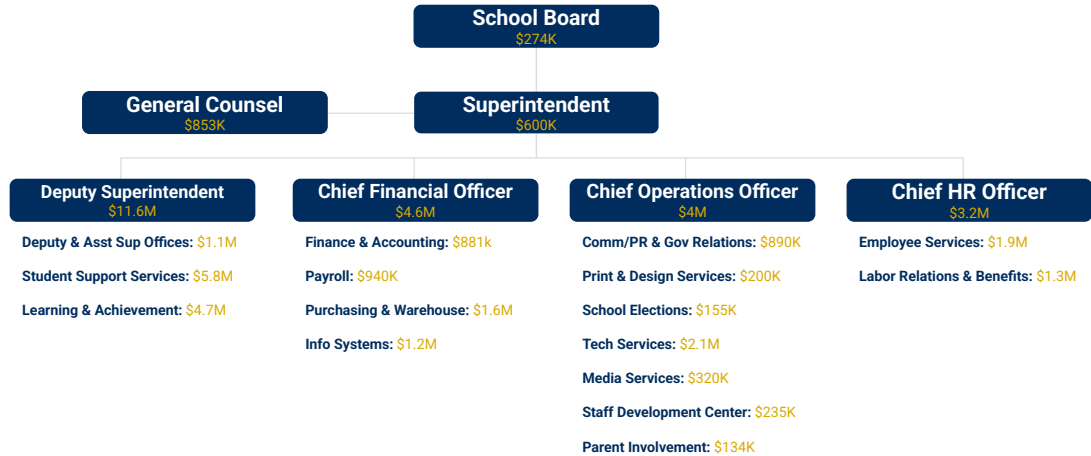 School Board
$274K
General Counsel
$853K
Superintendent
$600K
Deputy Superintendent
$11.6M
Deputy & Asst Sup Offices: $1.1M
Student Support Services: $5.8M
Learning & Achievement: $4.7M
Chief Financial Officer
$4.6M
Finance & Accounting: $881k
Payroll: $940K
Purchasing & Warehouse: $1.6M
Info Systems: $1.2M
Chief Operations Officer
$4M
Comm/PR & Gov Relations: $890K
Print & Design Services: $200K
School Elections: $155K
Tech Services: $2.1M
Media Services: $320K
Staff Development Center: $235K
Parent Involvement: $134K
Chief HR Officer
$3.2M
Employee Services: $1.9M
Labor Relations & Benefits: $1.3M